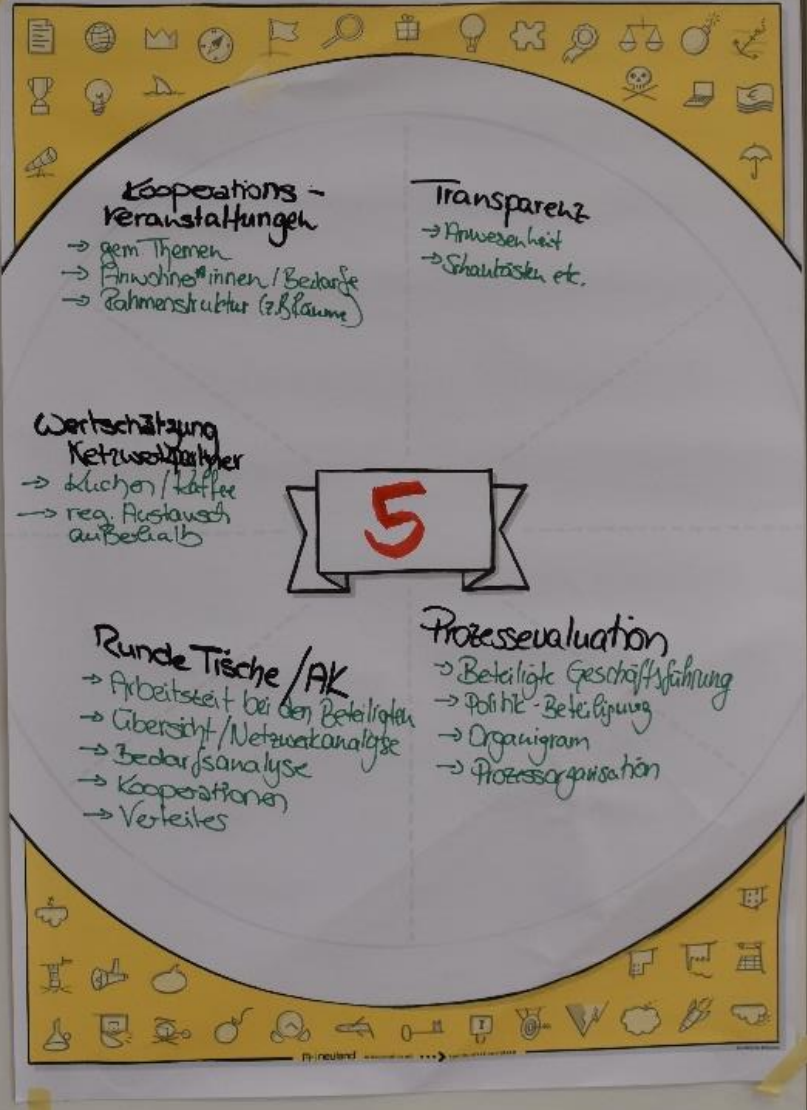 Kooperations-
veranstaltungen
→ gem Themen
→ Anwohner*innen / Bedarfe
→ Rahmenstruktur (z.B Räume)
Transparenz
→ Anwesenheit
→ Schaukästen etc.
Wertschätzung
Netzwerkpartner
→ Kuchen / Kaffee
→ reg. Austausch
außerhalb
5
Runde Tische / AK
→ Arbeitszeit bei den Beteiligten
→ Übersicht / Netzwerkanalyse
→ Bedarfsanalyse
→ Kooperationen
→ Verteiler
Prozessevaluation
→ Beteiligte Geschäftsführung
→ Politik-Beteiligung
→ Organigram
→ Prozessorganisation
neuland